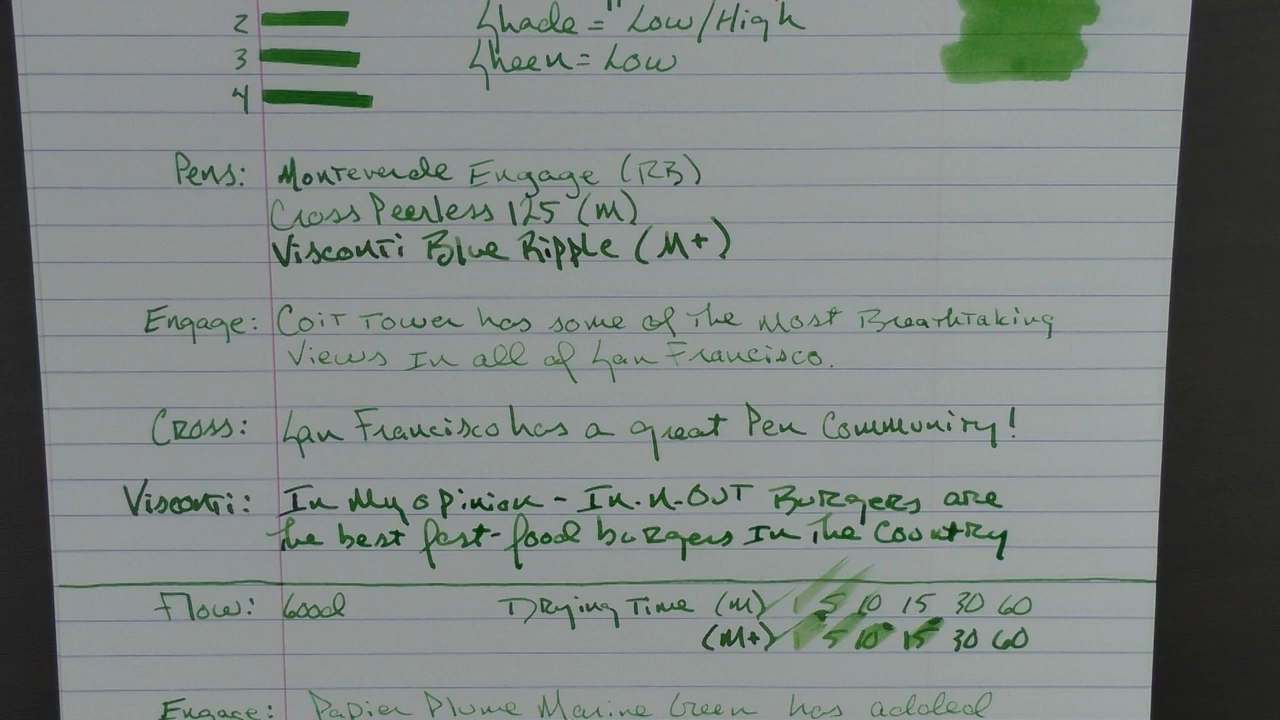 2 Shade = Low/High
3 Sheen = Low
4
Pens: Monteverde Engage (RB)
Cross Peerless 125 (M)
Visconti Blue Ripple (M+)
Engage: Coit Tower has some of the most Breathtaking
Views In all of San Francisco.
Cross: San Francisco has a great Pen Community!
Visconti: In My opinion - In-N-Out Burgers are
the best fast-food burgers In the Country
Flow: Good Drying Time (M) 1 5 10 15 30 60
(M+) 1 5 10 15 30 60
Engage: Papier Plume Marine Green has added